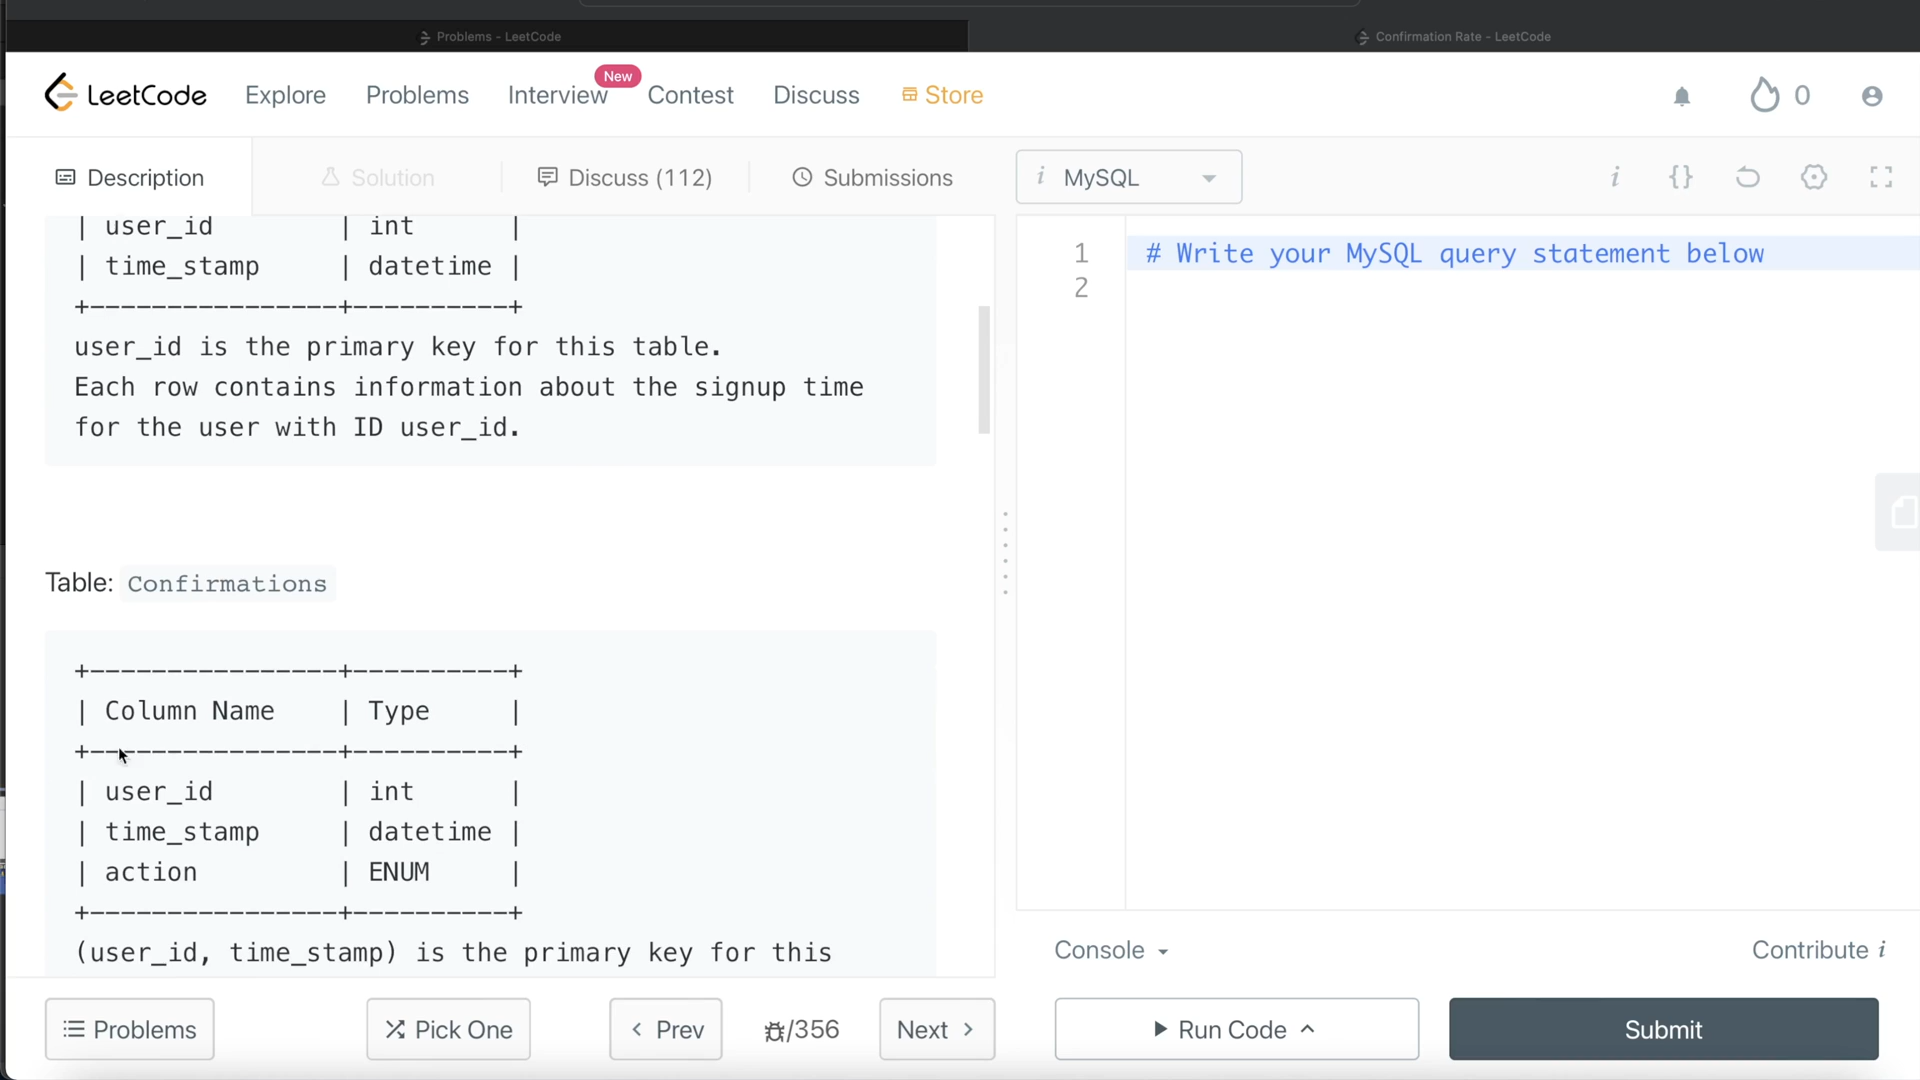 Problems - LeetCode
Confirmation Rate - LeetCode
LeetCode Explore Problems Interview New Contest Discuss Store 0
Description Solution Discuss (112) Submissions
| user_id        | int      |
| time_stamp     | datetime |
+----------------+----------+
user_id is the primary key for this table.
Each row contains information about the signup time
for the user with ID user_id.
Table: Confirmations
+----------------+----------+
| Column Name    | Type     |
+----------------+----------+
| user_id        | int      |
| time_stamp     | datetime |
| action         | ENUM     |
+----------------+----------+
(user_id, time_stamp) is the primary key for this
Problems Pick One < Prev /356 Next >
i MySQL i {}
1 # Write your MySQL query statement below
2
Console Contribute i
Run Code Submit